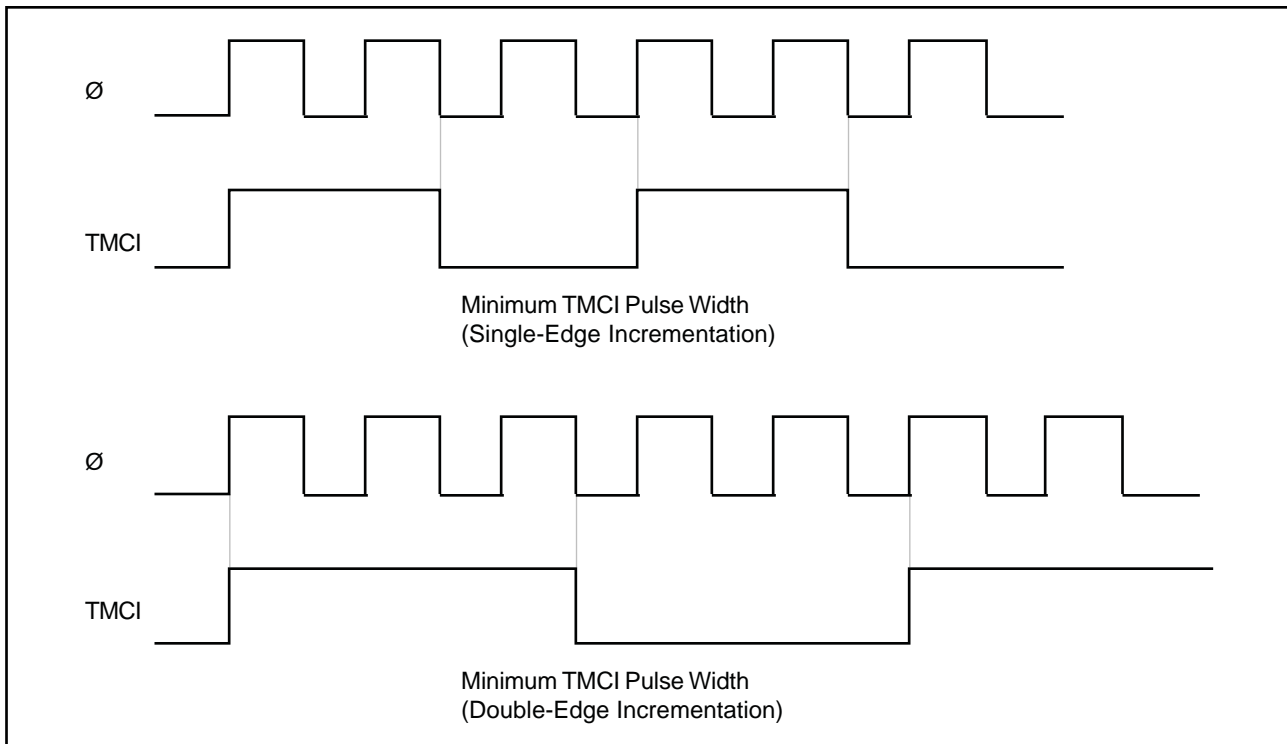 Ø
TMCI
Minimum TMCI Pulse Width
(Single-Edge Incrementation)
Ø
TMCI
Minimum TMCI Pulse Width
(Double-Edge Incrementation)